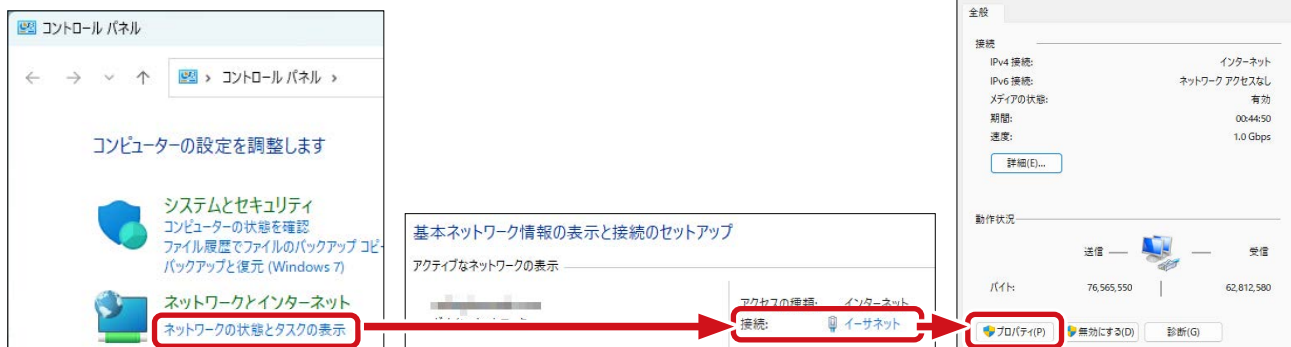 コントロール パネル
コントロール パネル
コンピューターの設定を調整します
システムとセキュリティ
コンピューターの状態を確認
ファイル履歴でファイルのバックアップ コピ
バックアップと復元 (Windows 7)
ネットワークとインターネット
ネットワークの状態とタスクの表示
基本ネットワーク情報の表示と接続のセットアップ
アクティブなネットワークの表示
アクセスの種類: インターネット
接続: イーサネット
全般
接続
IPv4 接続: インターネット
IPv6 接続: ネットワーク アクセスなし
メディアの状態: 有効
期間: 00:44:50
速度: 1.0 Gbps
詳細(E)...
動作状況
送信 受信
バイト: 76,565,550 62,812,580
プロパティ(P) 無効にする(D) 診断(G)